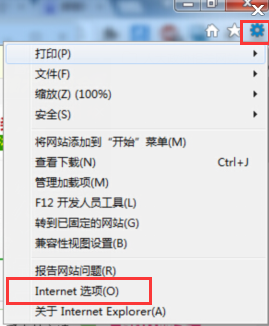 打印(P)
文件(F)
缩放(Z) (100%)
安全(S)
将网站添加到“开始”菜单(M)
查看下载(N) Ctrl+J
管理加载项(M)
F12 开发人员工具(L)
转到已固定的网站(G)
兼容性视图设置(B)
报告网站问题(R)
Internet 选项(O)
关于 Internet Explorer(A)